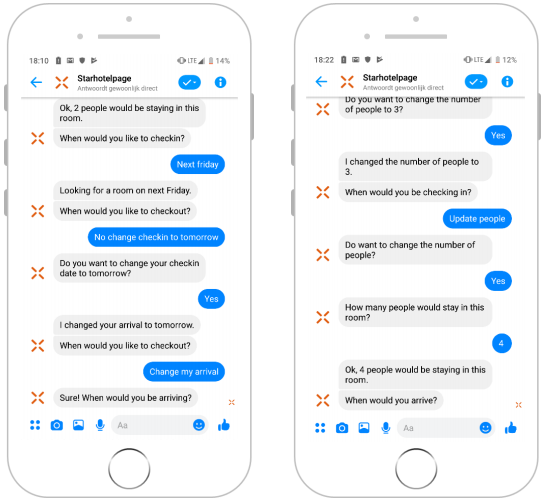 18:10
LTE
14%
Starhotelpage
Antwoordt gewoonlijk direct
Ok, 2 people would be staying in this
room.
When would you like to checkin?
Next friday
Looking for a room on next Friday.
When would you like to checkout?
No change checkin to tomorrow
Do you want to change your checkin
date to tomorrow?
Yes
I changed your arrival to tomorrow.
When would you like to checkout?
Change my arrival
Sure! When would you be arriving?
Aa
18:22
LTE
12%
Starhotelpage
Antwoordt gewoonlijk direct
Do you want to change the number
of people to 3?
Yes
I changed the number of people to
3.
When would you be checking in?
Update people
Do want to change the number of
people?
Yes
How many people would stay in this
room?
4
Ok, 4 people would be staying in this
room.
When would you arrive?
Aa